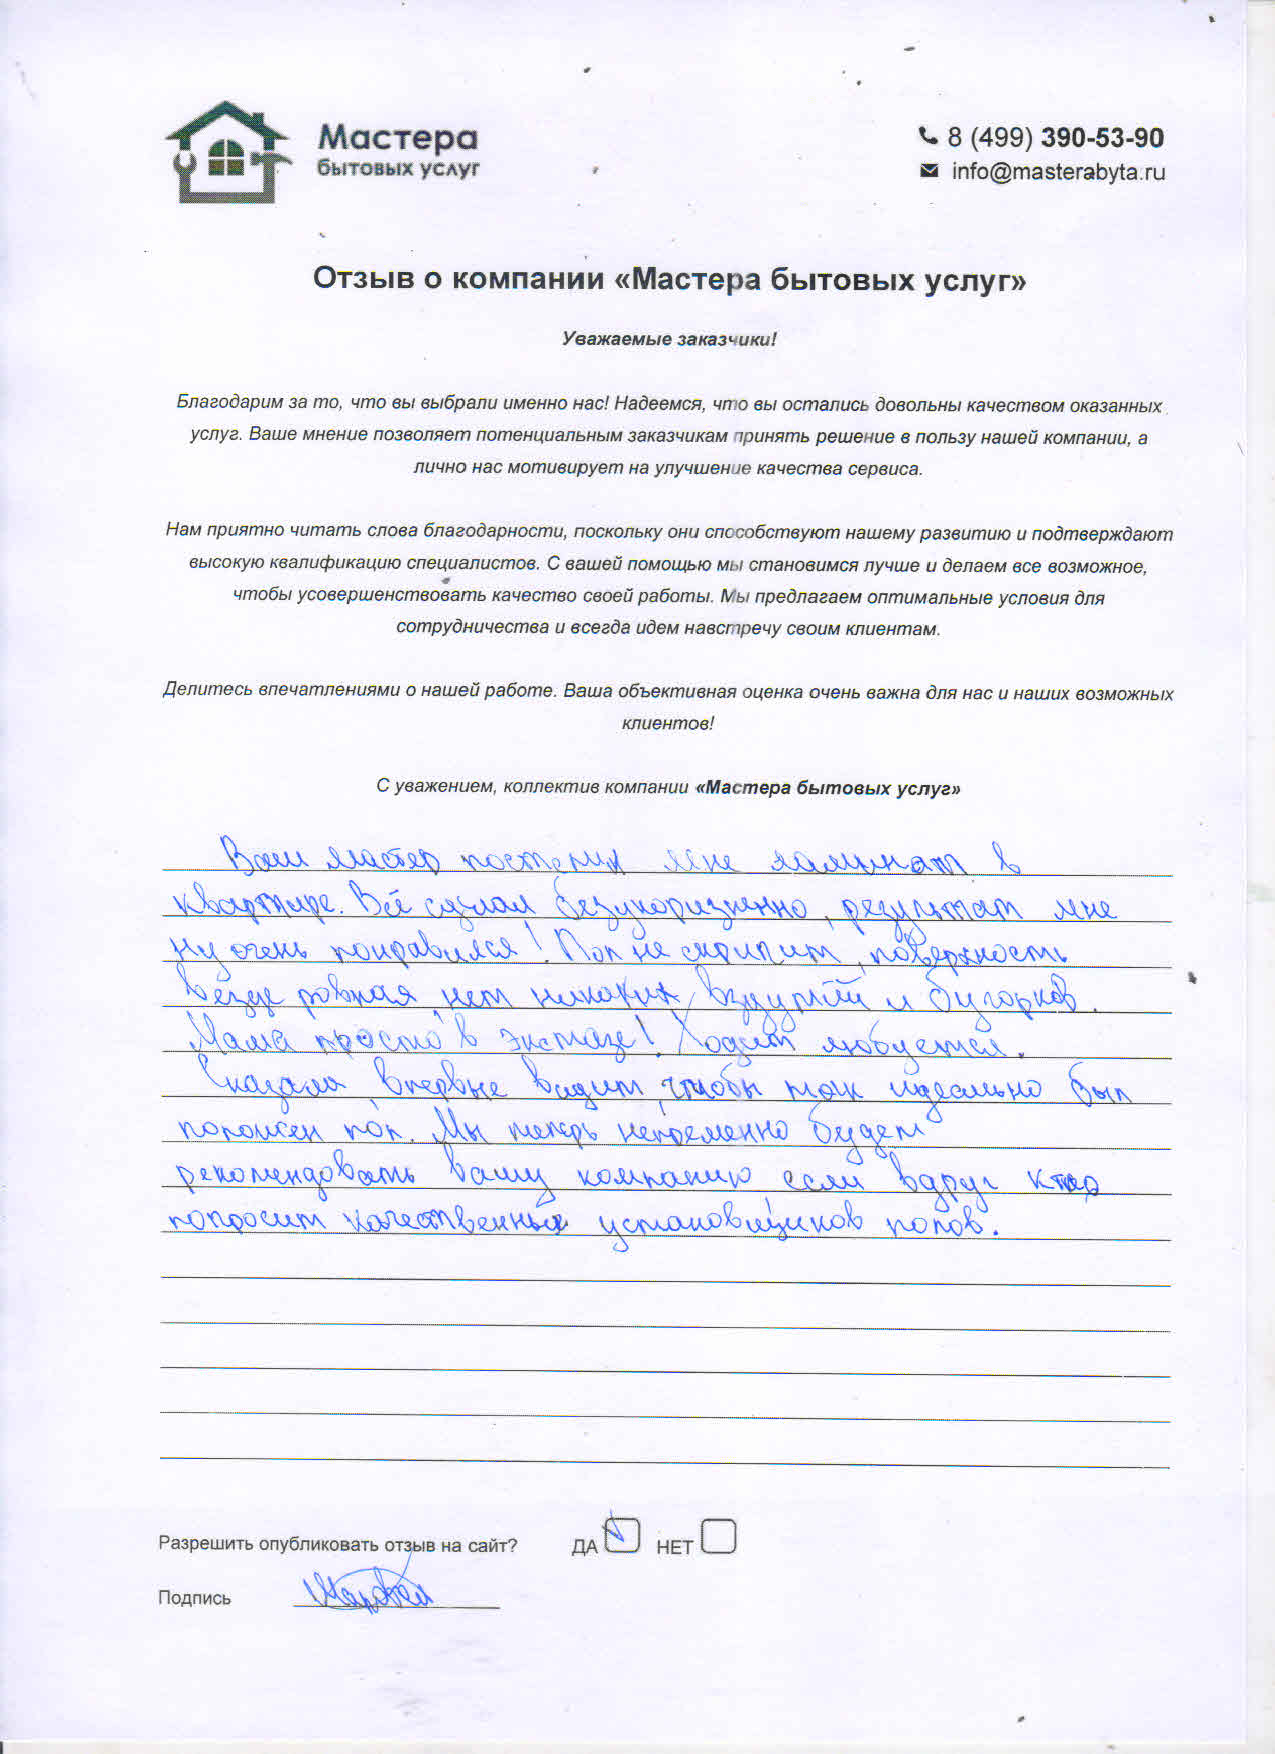 Мастера
бытовых услуг
8 (499) 390-53-90
info@masterabyta.ru
Отзыв о компании «Мастера бытовых услуг»
Уважаемые заказчики!
Благодарим за то, что вы выбрали именно нас! Надеемся, что вы остались довольны качеством оказанных
услуг. Ваше мнение позволяет потенциальным заказчикам принять решение в пользу нашей компании, а
лично нас мотивирует на улучшение качества сервиса.
Нам приятно читать слова благодарности, поскольку они способствуют нашему развитию и подтверждают
высокую квалификацию специалистов. С вашей помощью мы становимся лучше и делаем все возможное,
чтобы усовершенствовать качество своей работы. Мы предлагаем оптимальные условия для
сотрудничества и всегда идем навстречу своим клиентам.
Делитесь впечатлениями о нашей работе. Ваша объективная оценка очень важна для нас и наших возможных
клиентов!
С уважением, коллектив компании «Мастера бытовых услуг»
Ваш мастер постелил мне ламинат в
квартире. Всё сделал безукоризненно, результат мне
ну очень понравился! Пол не скрипит, поверхность
везде ровная, нет никаких вздутий и бугорков.
Мама просто в экстазе! Ходит любуется.
Сказала, впервые видит, чтобы так идеально был
положен пол. Мы теперь непременно будем
рекомендовать вашу компанию если вдруг кто
попросит качественных установщиков полов.
Разрешить опубликовать отзыв на сайт? ДА НЕТ
Подпись